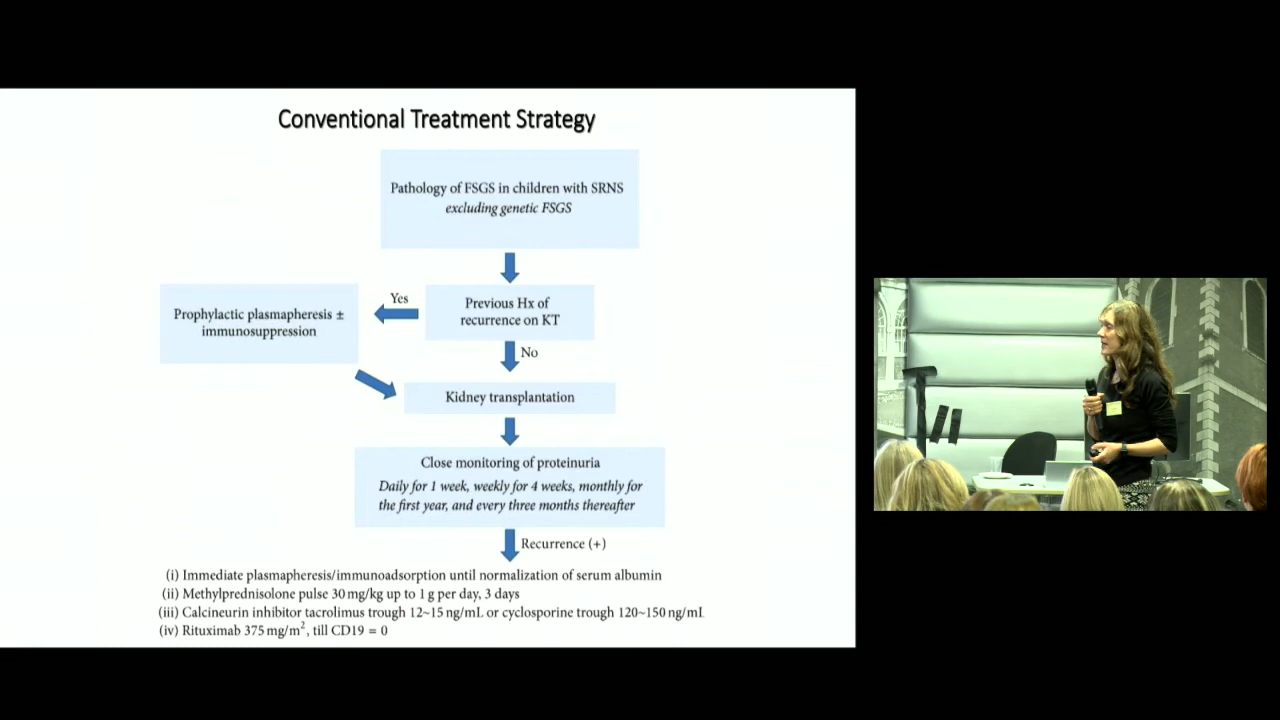 Conventional Treatment Strategy
Pathology of FSGS in children with SRNS
excluding genetic FSGS
Yes
Previous Hx of
recurrence on KT
Prophylactic plasmapheresis ±
immunosuppression
No
Kidney transplantation
Close monitoring of proteinuria
Daily for 1 week, weekly for 4 weeks, monthly for
the first year, and every three months thereafter
Recurrence (+)
(i) Immediate plasmapheresis/immunoadsorption until normalization of serum albumin
(ii) Methylprednisolone pulse 30 mg/kg up to 1 g per day, 3 days
(iii) Calcineurin inhibitor tacrolimus trough 12~15 ng/mL or cyclosporine trough 120~150 ng/mL
(iv) Rituximab 375 mg/m², till CD19 = 0